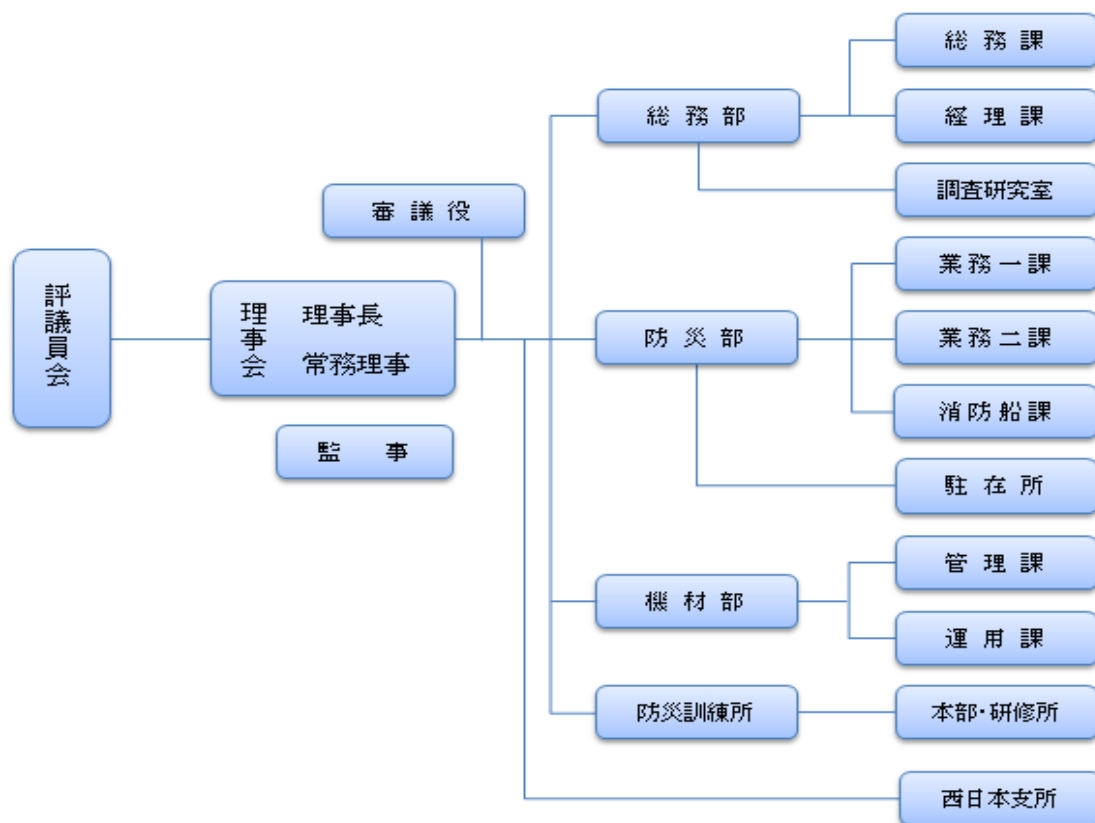 評議員会
理事会
理事長
常務理事
監事
審議役
総務部
総務課
経理課
調査研究室
防災部
業務一課
業務二課
消防船課
駐在所
機材部
管理課
運用課
防災訓練所
本部・研修所
西日本支所